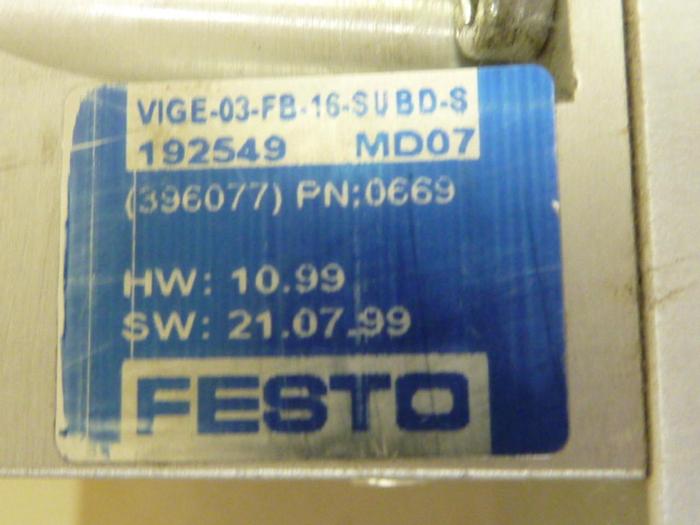 VIGE-03-FB-16-SUBD-S
192549 MD07
(396077) PN:0669
HW: 10.99
SW: 21.07.99
FESTO